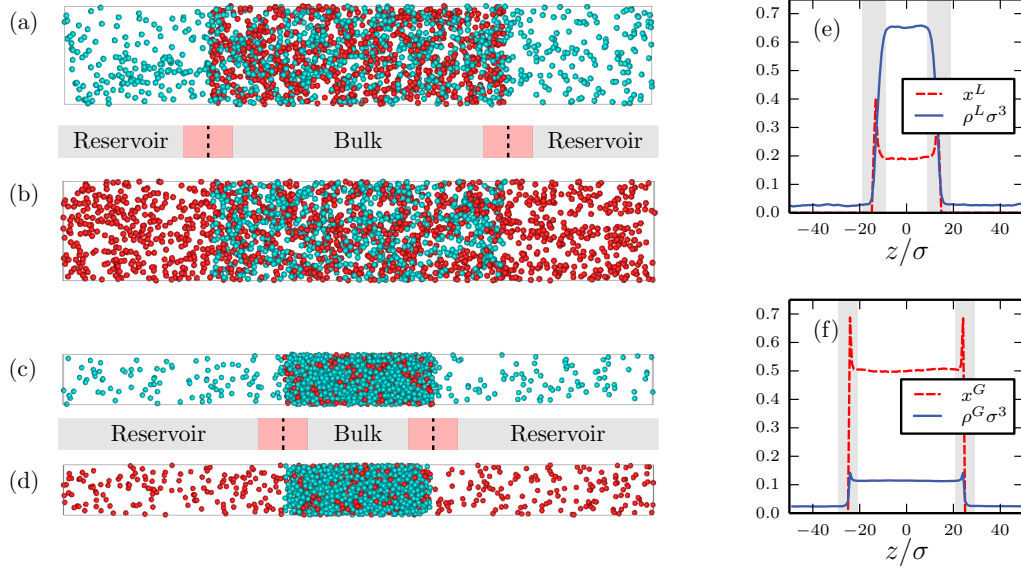 (a)
Reservoir Bulk Reservoir
(b)
(c)
Reservoir Bulk Reservoir
(d)
0.7
0.6
0.5
0.4
0.3
0.2
0.1
0.0
(e)
x^L
ρ^L σ^3
−40 −20 0 20 40
z/σ
0.7
0.6
0.5
0.4
0.3
0.2
0.1
0.0
(f)
x^G
ρ^G σ^3
−40 −20 0 20 40
z/σ